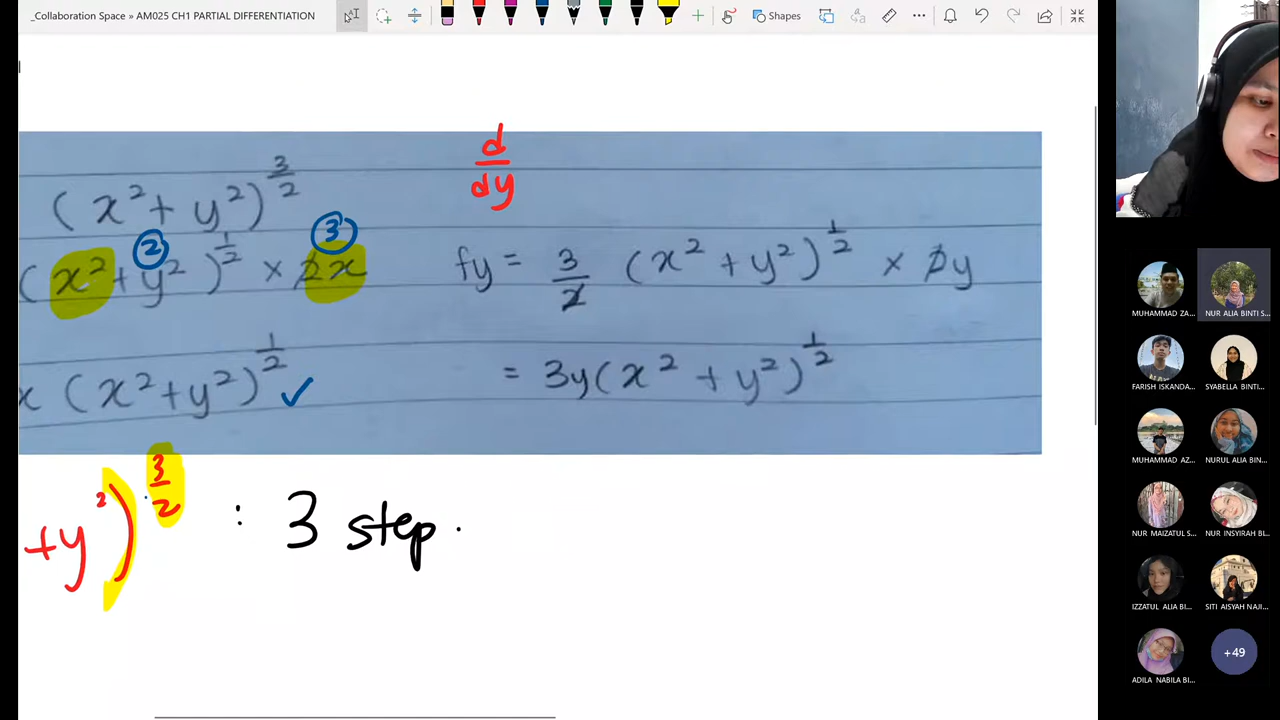 _Collaboration Space » AM025 CH1 PARTIAL DIFFERENTIATION
Shapes
d/dy
(x² + y²)^3/2
② ③
(x² + y²)^1/2 × 2x
fy = 3/2 (x² + y²)^1/2 × 2y
x (x² + y²)^1/2 ✓
= 3y(x² + y²)^1/2
+y²)^3/2 : 3 step.
MUHAMMAD ZA...
NUR ALIA BINTI S...
FARISH ISKANDA...
SYABELLA BINTI...
MUHAMMAD AZ...
NURUL ALIA BIN...
NUR MAIZATUL S...
NUR INSYIRAH BI...
IZZATUL ALIA BI...
SITI AISYAH NAJI...
ADILA NABILA BI...
+49